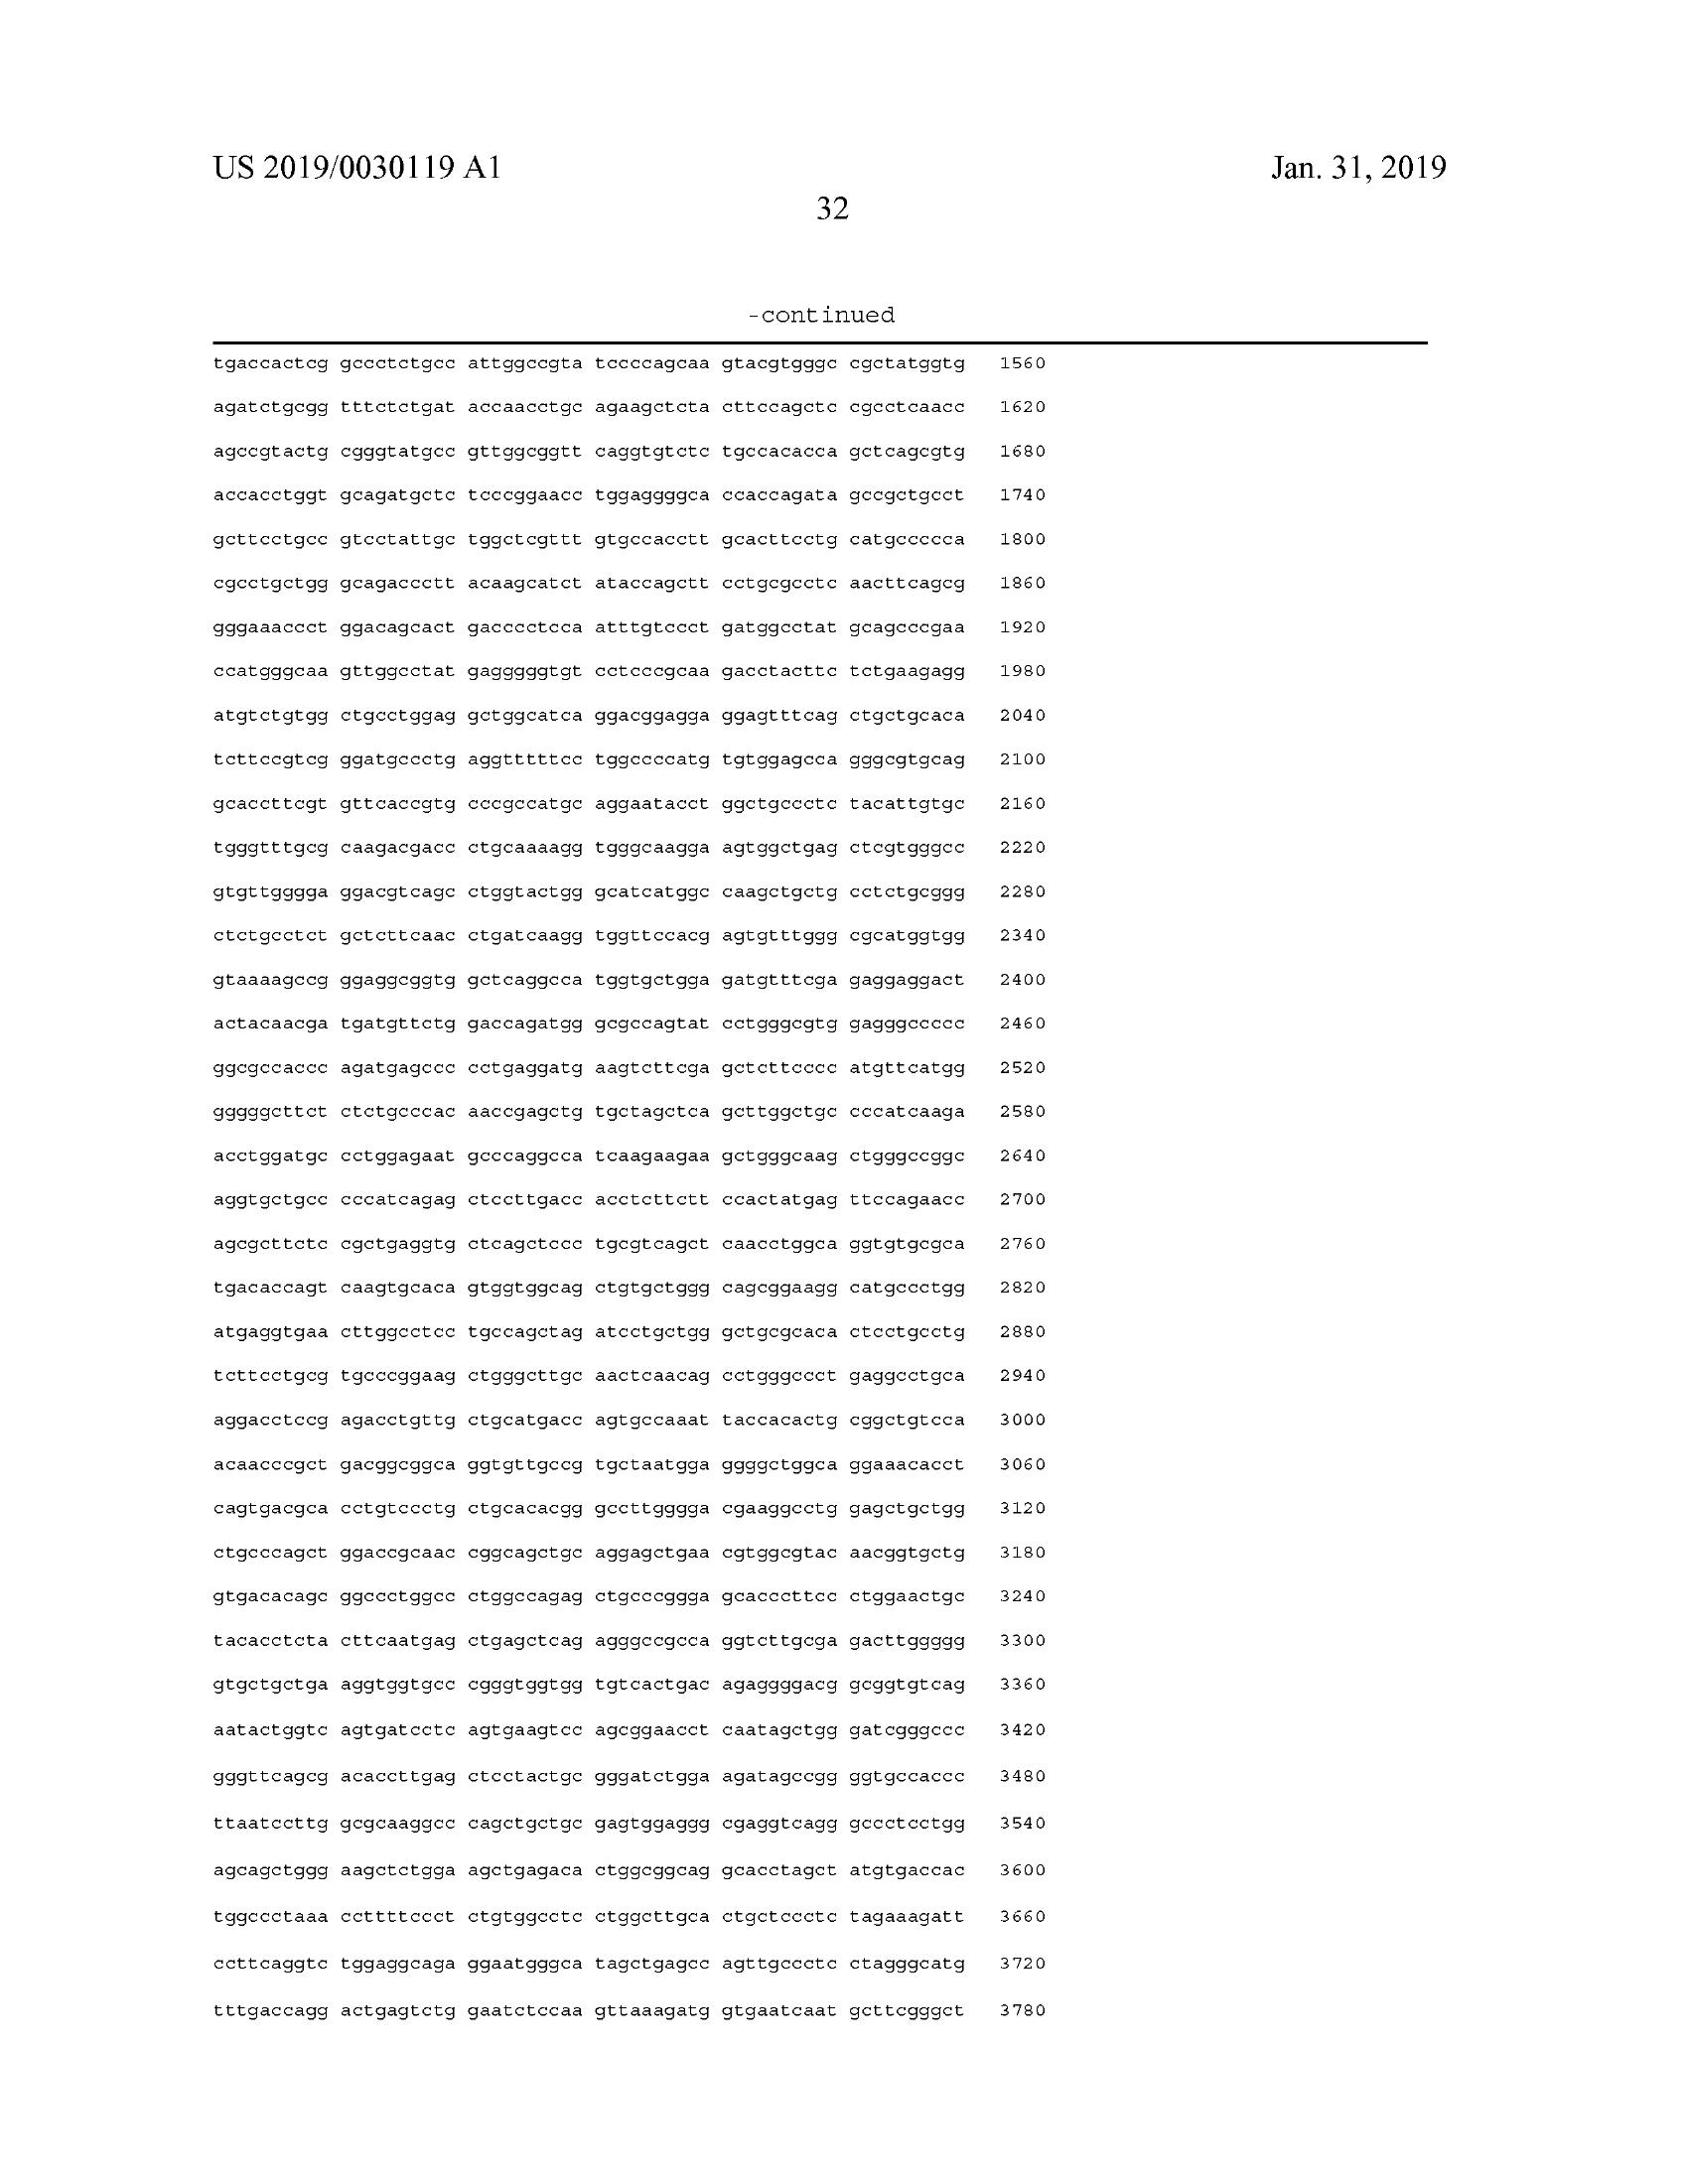 US 2019/0030119 A1
Jan. 31, 2019
32
-continued
tgaccactcg gccctctgcc attggccgta tccccagcaa gtacgtgggc cgctatggtg 1560
agatctgcgg tttctctgat accaacctgc agaagctcta cttccagctc cgcctcaacc 1620
agccgtactg cgggtatgcc gttggcggtt caggtgtctc tgccacacca gctcagcgtg 1680
accacctggt gcagatgctc tcccggaacc tggaggggca ccaccagata gccgctgcct 1740
gcttcctgcc gtcctattgc tggctcgttt gtgccacctt gcacttcctg catgccccca 1800
cgcctgctgg gcagaccctt acaagcatct ataccagctt cctgcgcctc aacttcagcg 1860
gggaaaccct ggacagcact gacccctcca atttgtccct gatggcctat gcagcccgaa 1920
ccatgggcaa gttggcctat gagggggtgt cctcccgcaa gacctacttc tctgaagagg 1980
atgtctgtgg ctgcctggag gctggcatca ggacggagga ggagtttcag ctgctgcaca 2040
tcttccgtcg ggatgccctg aggtttttcc tggccccatg tgtggagcca gggcgtgcag 2100
gcaccttcgt gttcaccgtg cccgccatgc aggaatacct ggctgccctc tacattgtgc 2160
tgggtttgcg caagacgacc ctgcaaaagg tgggcaagga agtggctgag ctcgtgggcc 2220
gtgttgggga ggacgtcagc ctggtactgg gcatcatggc caagctgctg cctctgcggg 2280
ctctgcctct gctcttcaac ctgatcaagg tggttccacg agtgtttggg cgcatggtgg 2340
gtaaaagccg ggaggcggtg gctcaggcca tggtgctgga gatgtttcga gaggaggact 2400
actacaacga tgatgttctg gaccagatgg gcgccagtat cctgggcgtg gagggccccc 2460
ggcgccaccc agatgagccc cctgaggatg aagtcttcga gctcttcccc atgttcatgg 2520
gggggcttct ctctgcccac aaccgagctg tgctagctca gcttggctgc cccatcaaga 2580
acctggatgc cctggagaat gcccaggcca tcaagaagaa gctgggcaag ctgggccggc 2640
aggtgctgcc cccatcagag ctccttgacc acctcttctt ccactatgag ttccagaacc 2700
agcgcttctc cgctgaggtg ctcagctccc tgcgtcagct caacctggca ggtgtgcgca 2760
tgacaccagt caagtgcaca gtggtggcag ctgtgctggg cagcggaagg catgccctgg 2820
atgaggtgaa cttggcctcc tgccagctag atcctgctgg gctgcgcaca ctcctgcctg 2880
tcttcctgcg tgcccggaag ctgggcttgc aactcaacag cctgggccct gaggcctgca 2940
aggacctccg agacctgttg ctgcatgacc agtgccaaat taccacactg cggctgtcca 3000
acaacccgct gacggcggca ggtgttgccg tgctaatgga ggggctggca ggaaacacct 3060
cagtgacgca cctgtccctg ctgcacacgg gccttgggga cgaaggcctg gagctgctgg 3120
ctgcccagct ggaccgcaac cggcagctgc aggagctgaa cgtggcgtac aacggtgctg 3180
gtgacacagc ggccctggcc ctggccagag ctgcccggga gcacccttcc ctggaactgc 3240
tacacctcta cttcaatgag ctgagctcag agggccgcca ggtcttgcga gacttggggg 3300
gtgctgctga aggtggtgcc cgggtggtgg tgtcactgac agaggggacg gcggtgtcag 3360
aatactggtc agtgatcctc agtgaagtcc agcggaacct caatagctgg gatcgggccc 3420
gggttcagcg acaccttgag ctcctactgc gggatctgga agatagccgg ggtgccaccc 3480
ttaatccttg gcgcaaggcc cagctgctgc gagtggaggg cgaggtcagg gccctcctgg 3540
agcagctggg aagctctgga agctgagaca ctggcggcag gcacctagct atgtgaccac 3600
tggccctaaa ccttttccct ctgtggcctc ctggcttgca ctgctccctc tagaaagatt 3660
ccttcaggtc tggaggcaga ggaatgggca tagctgagcc agttgccctc ctagggcatg 3720
tttgaccagg actgagtctg gaatctccaa gttaaagatg gtgaatcaat gcttcgggct 3780